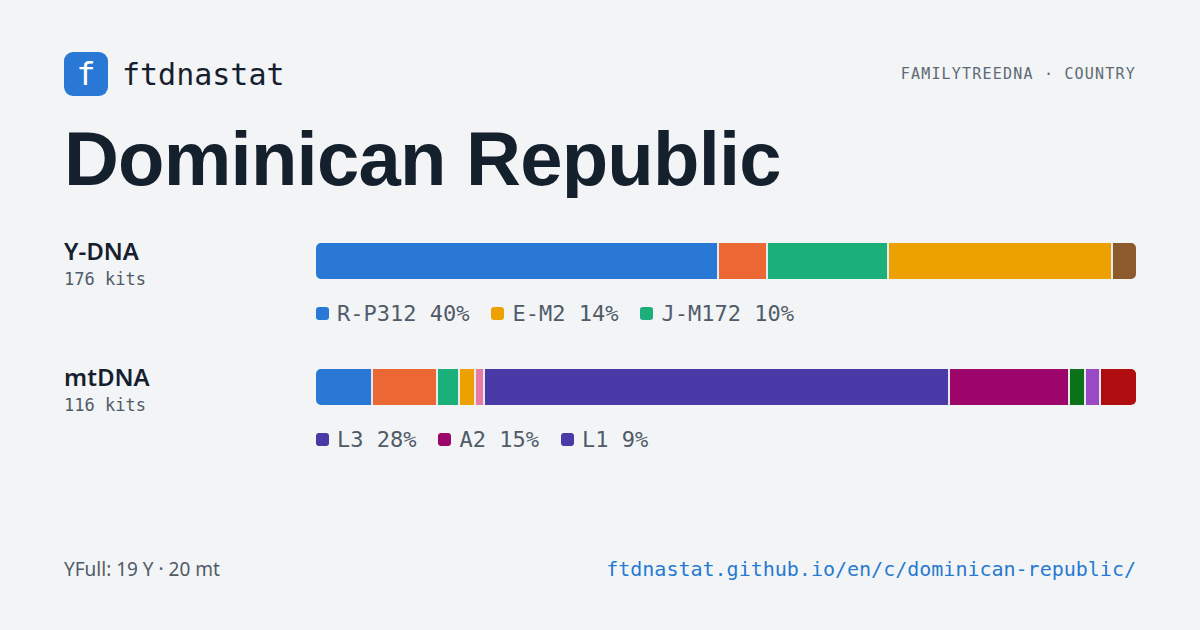 f ftdnastat
FAMILYTREEDNA · COUNTRY
Dominican Republic
Y-DNA
176 kits
R-P312 40% E-M2 14% J-M172 10%
mtDNA
116 kits
L3 28% A2 15% L1 9%
YFull: 19 Y · 20 mt
ftdnastat.github.io/en/c/dominican-republic/